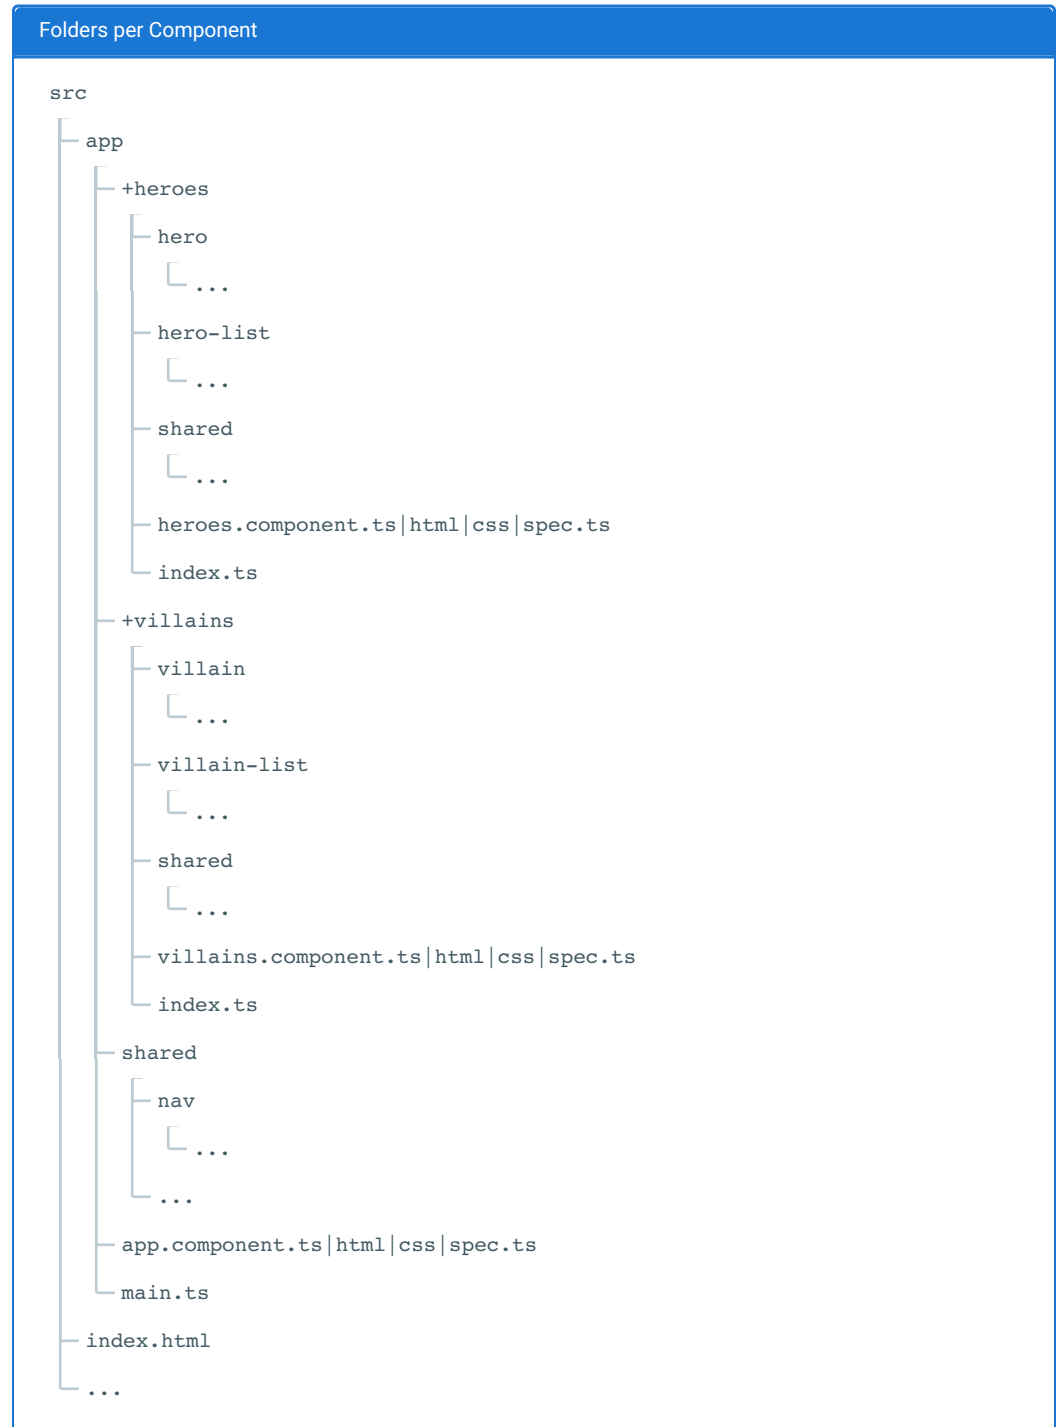 Folders per Component
src
app
+heroes
hero
...
hero-list
...
shared
...
heroes.component.ts|html|css|spec.ts
index.ts
+villains
villain
...
villain-list
...
shared
...
villains.component.ts|html|css|spec.ts
index.ts
shared
nav
...
...
app.component.ts|html|css|spec.ts
main.ts
index.html
...